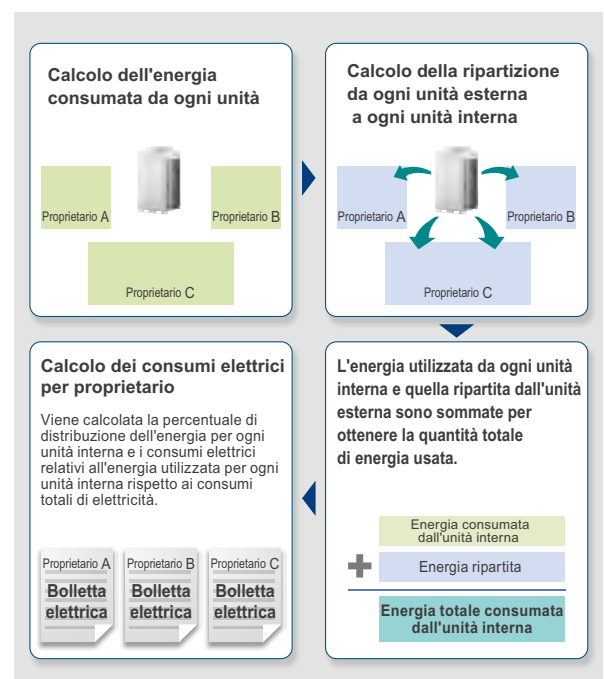 Calcolo dell'energia
consumata da ogni unità
Proprietario A
Proprietario B
Proprietario C
Calcolo della ripartizione
da ogni unità esterna
a ogni unità interna
Proprietario A
Proprietario B
Proprietario C
L'energia utilizzata da ogni unità
interna e quella ripartita dall'unità
esterna sono sommate per
ottenere la quantità totale
di energia usata.
Energia consumata
dall'unità interna
+ Energia ripartita
Energia totale consumata
dall'unità interna
Calcolo dei consumi elettrici
per proprietario
Viene calcolata la percentuale di
distribuzione dell'energia per ogni
unità interna e i consumi elettrici
relativi all'energia utilizzata per ogni
unità interna rispetto ai consumi
totali di elettricità.
Proprietario A
Bolletta
elettrica
Proprietario B
Bolletta
elettrica
Proprietario C
Bolletta
elettrica